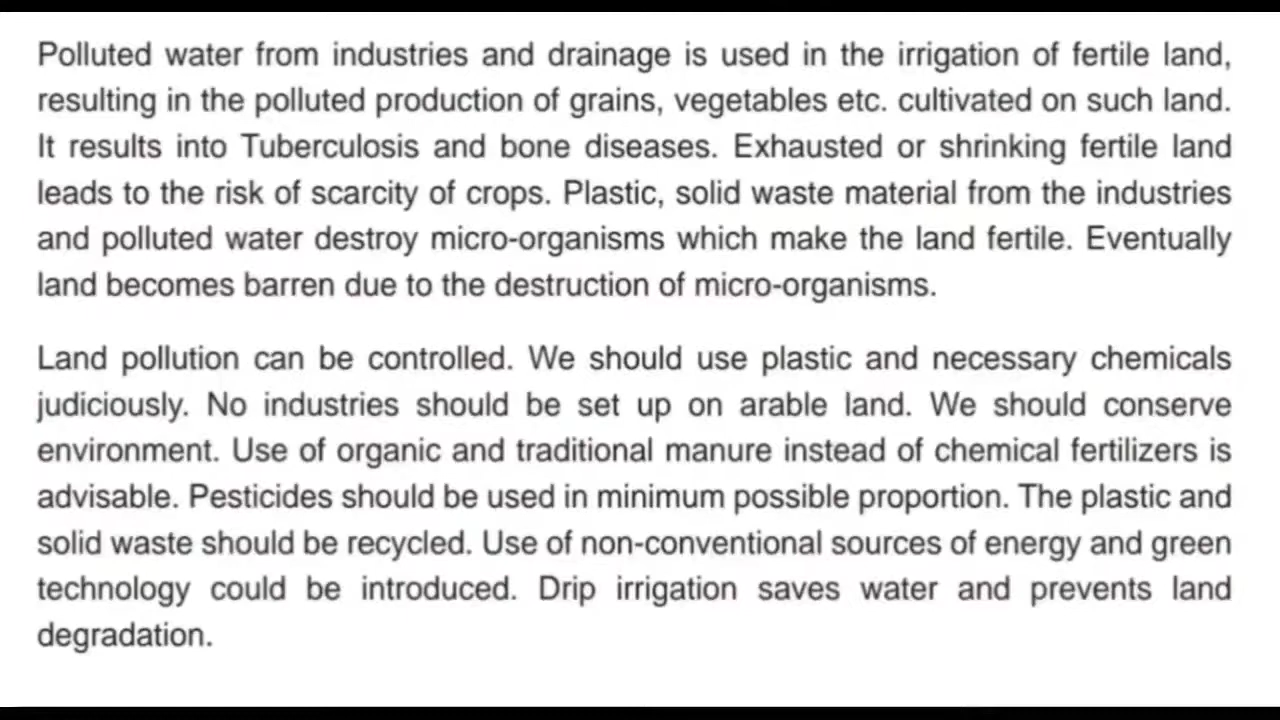 Polluted water from industries and drainage is used in the irrigation of fertile land,
resulting in the polluted production of grains, vegetables etc. cultivated on such land.
It results into Tuberculosis and bone diseases. Exhausted or shrinking fertile land
leads to the risk of scarcity of crops. Plastic, solid waste material from the industries
and polluted water destroy micro-organisms which make the land fertile. Eventually
land becomes barren due to the destruction of micro-organisms.
Land pollution can be controlled. We should use plastic and necessary chemicals
judiciously. No industries should be set up on arable land. We should conserve
environment. Use of organic and traditional manure instead of chemical fertilizers is
advisable. Pesticides should be used in minimum possible proportion. The plastic and
solid waste should be recycled. Use of non-conventional sources of energy and green
technology could be introduced. Drip irrigation saves water and prevents land
degradation.